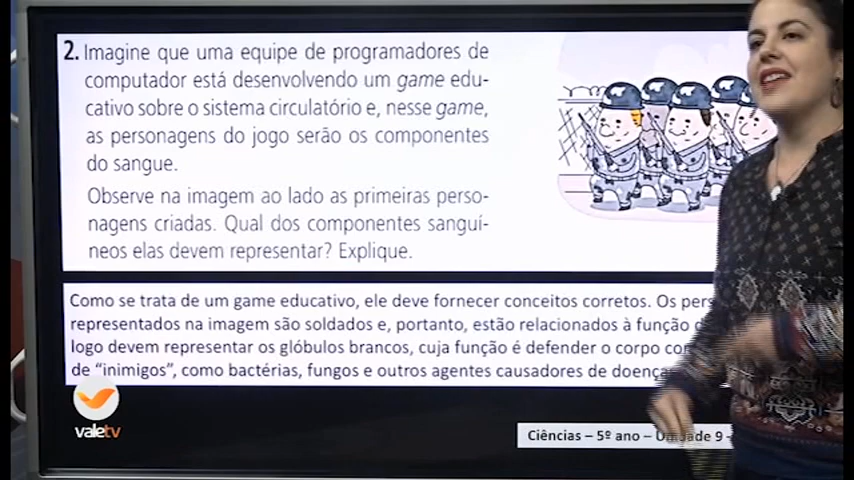 2. Imagine que uma equipe de programadores de
computador está desenvolvendo um game edu-
cativo sobre o sistema circulatório e, nesse game,
as personagens do jogo serão os componentes
do sangue.
Observe na imagem ao lado as primeiras perso-
nagens criadas. Qual dos componentes sanguí-
neos elas devem representar? Explique.
Como se trata de um game educativo, ele deve fornecer conceitos corretos. Os
representados na imagem são soldados e, portanto, estão relacionados à função
logo devem representar os glóbulos brancos, cuja função é defender o corpo
de “inimigos”, como bactérias, fungos e outros agentes causadores de
valetv
Ciências – 5º ano – Unidade 9